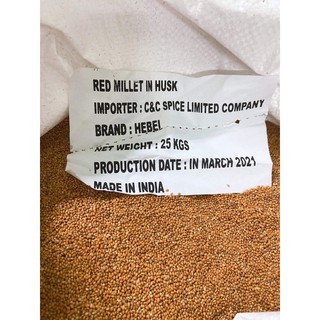 RED MILLET IN HUSK
IMPORTER : C&C SPICE LIMITED COMPANY
BRAND : HEBEI
NET WEIGHT : 25 KGS
PRODUCTION DATE : IN MARCH 2021
MADE IN INDIA